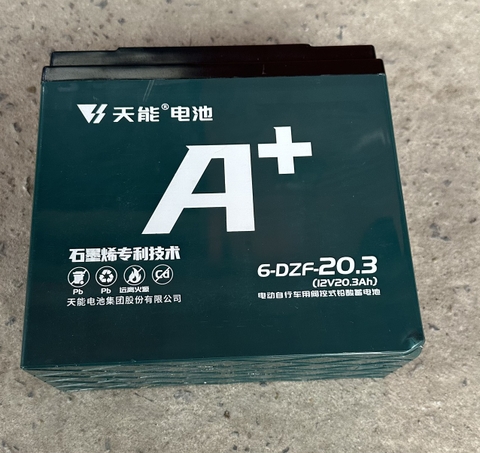 天能®电池
A+
石墨烯专利技术
6-DZF-20.3
(12V20.3Ah)
Pb Pb 远离火源 Cd
电动自行车用阀控式铅酸蓄电池
天能电池集团股份有限公司